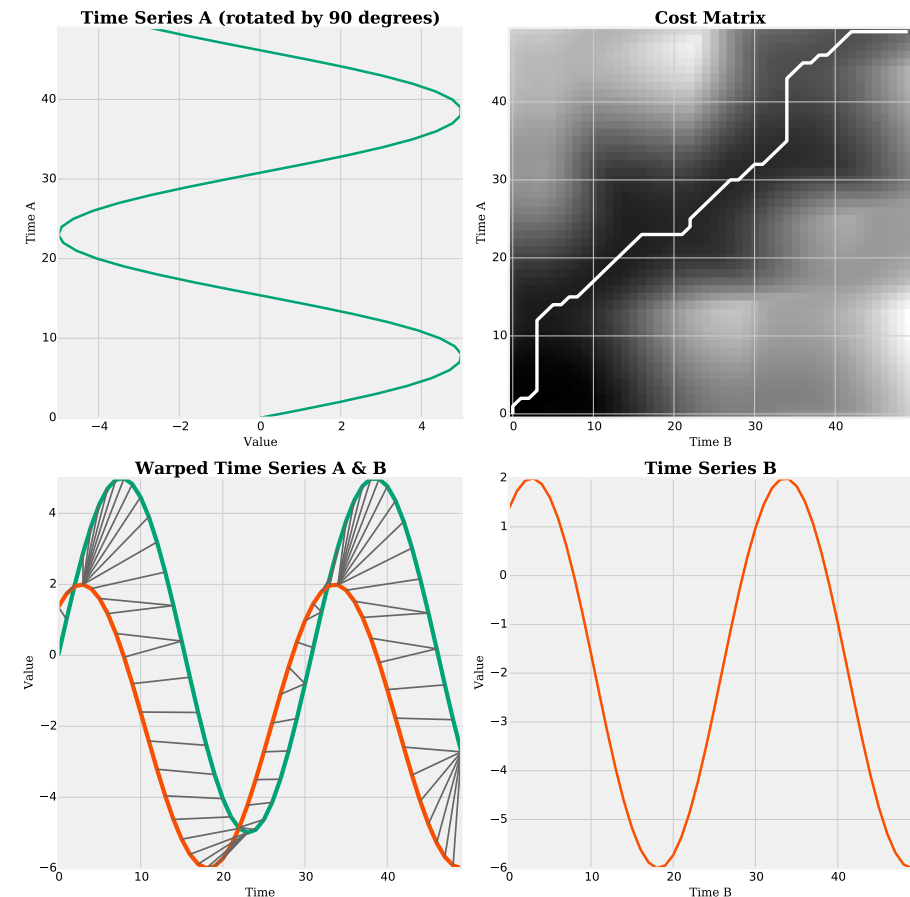 Time Series A (rotated by 90 degrees)
40
30
20
10
0
Time A
−4 −2 0 2 4
Value
Cost Matrix
40
30
20
10
0
Time A
0 10 20 30 40
Time B
Warped Time Series A & B
4
2
0
−2
−4
−6
Value
0 10 20 30 40
Time
Time Series B
2
1
0
−1
−2
−3
−4
−5
−6
Value
0 10 20 30 40
Time B